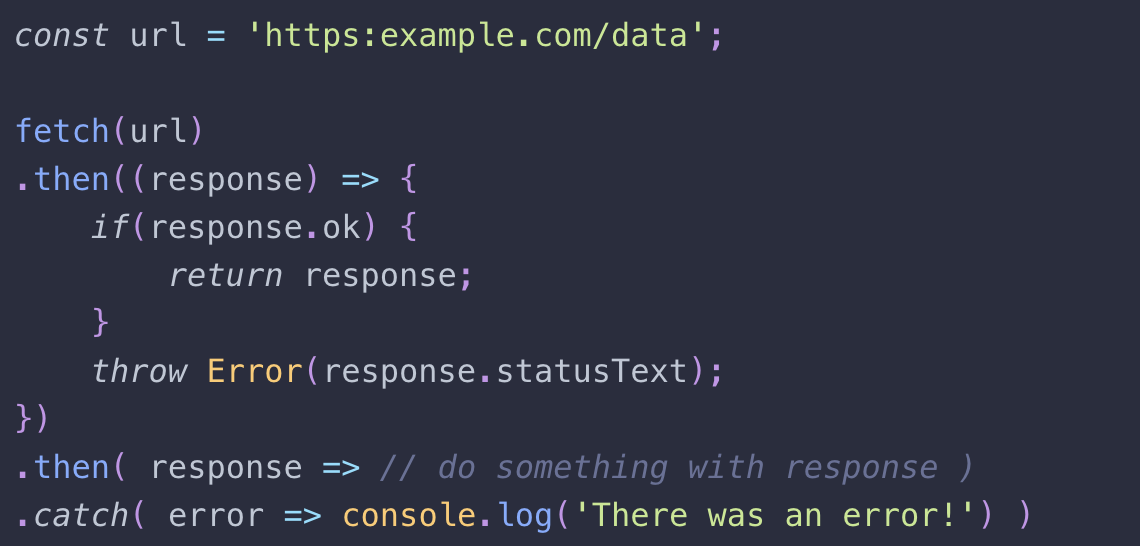 const url = 'https:example.com/data';

fetch(url)
.then((response) => {
    if(response.ok) {
        return response;
    }
    throw Error(response.statusText);
})
.then( response => // do something with response )
.catch( error => console.log('There was an error!') )